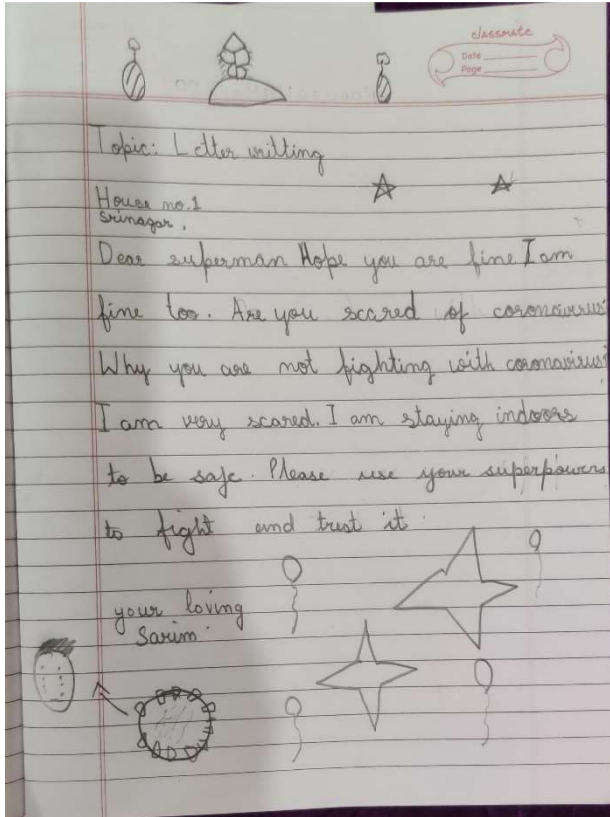 classmate
Date
Page
Topic: Letter writting
House no.1
Srinagar.
Dear superman Hope you are fine I am
fine too. Are you scared of coronavirus
Why you are not fighting with coronavirus?
I am very scared. I am staying indoors
to be safe. Please use your superpowers
to fight and trust it.
your loving
Sarim.